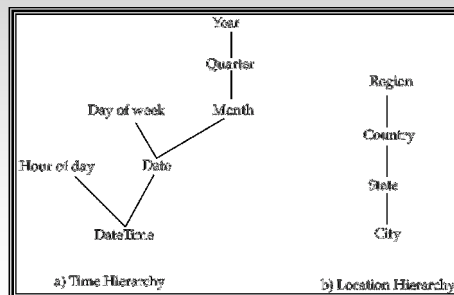 Year
Quarter
Region
Day of week Month
Country
Hour of day Date
State
DateTime City
a) Time Hierarchy b) Location Hierarchy